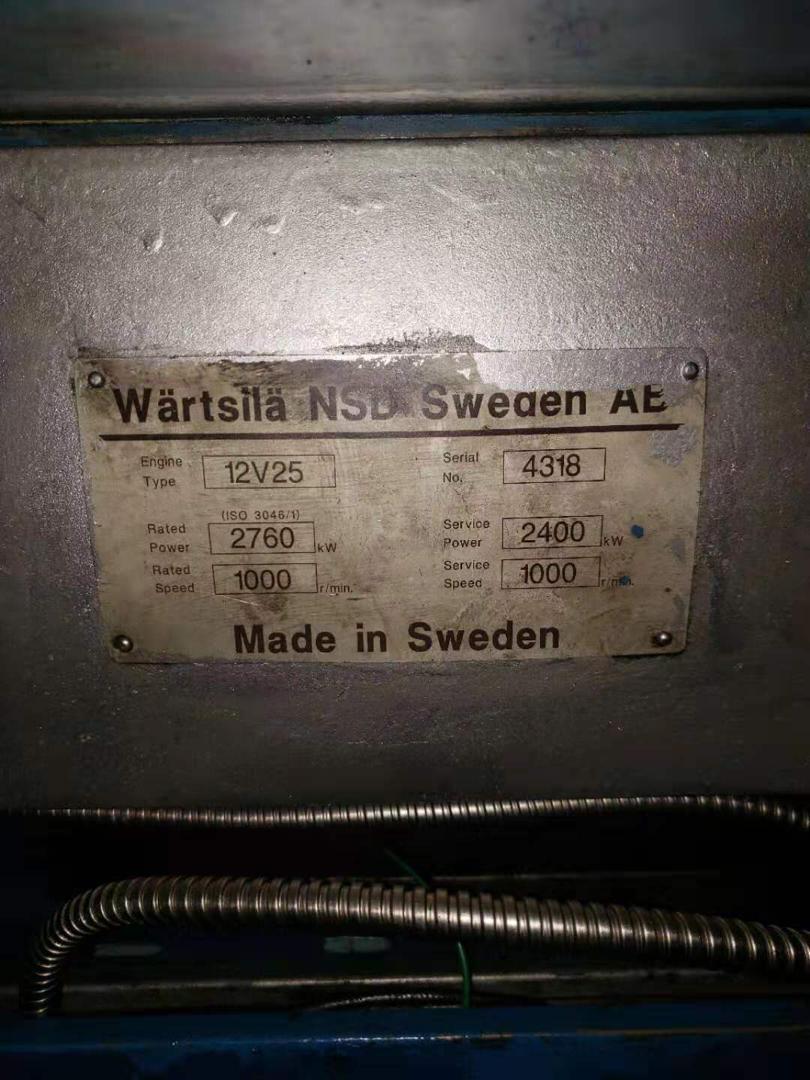 Wärtsilä NSD Sweden AB
Engine Type 12V25 Serial No. 4318
(ISO 3046/1)
Rated Power 2760 kW Service Power 2400 kW
Rated Speed 1000 r/min. Service Speed 1000 r/min.
Made in Sweden